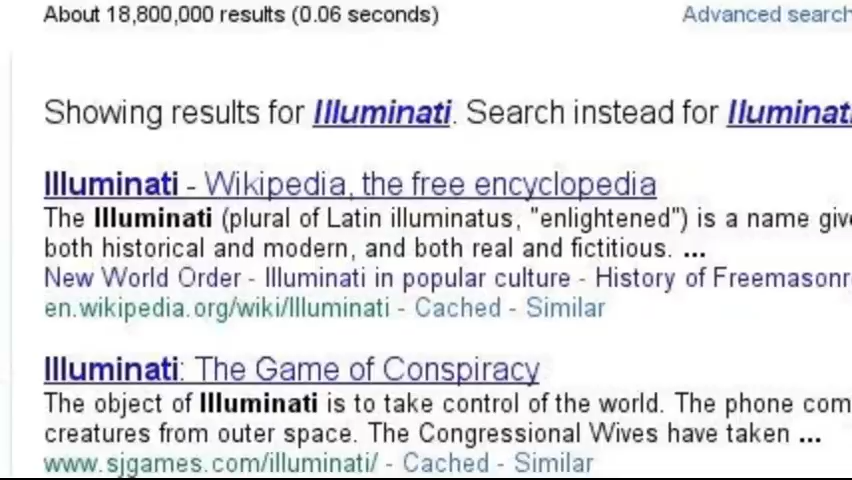 About 18,800,000 results (0.06 seconds) Advanced search
Showing results for Illuminati. Search instead for Iluminati
Illuminati - Wikipedia, the free encyclopedia
The Illuminati (plural of Latin illuminatus, "enlightened") is a name give
both historical and modern, and both real and fictitious. ...
New World Order - Illuminati in popular culture - History of Freemasonr
en.wikipedia.org/wiki/Illuminati - Cached - Similar
Illuminati: The Game of Conspiracy
The object of Illuminati is to take control of the world. The phone com
creatures from outer space. The Congressional Wives have taken ...
www.sjgames.com/illuminati/ - Cached - Similar